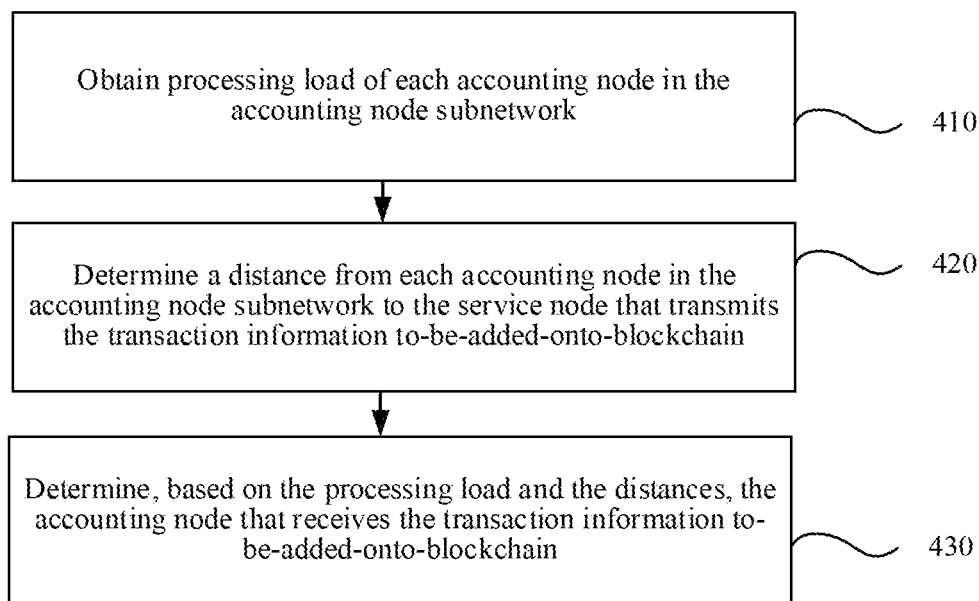 Obtain processing load of each accounting node in the
accounting node subnetwork
410
Determine a distance from each accounting node in the
accounting node subnetwork to the service node that transmits
the transaction information to-be-added-onto-blockchain
420
Determine, based on the processing load and the distances, the
accounting node that receives the transaction information to-
be-added-onto-blockchain
430